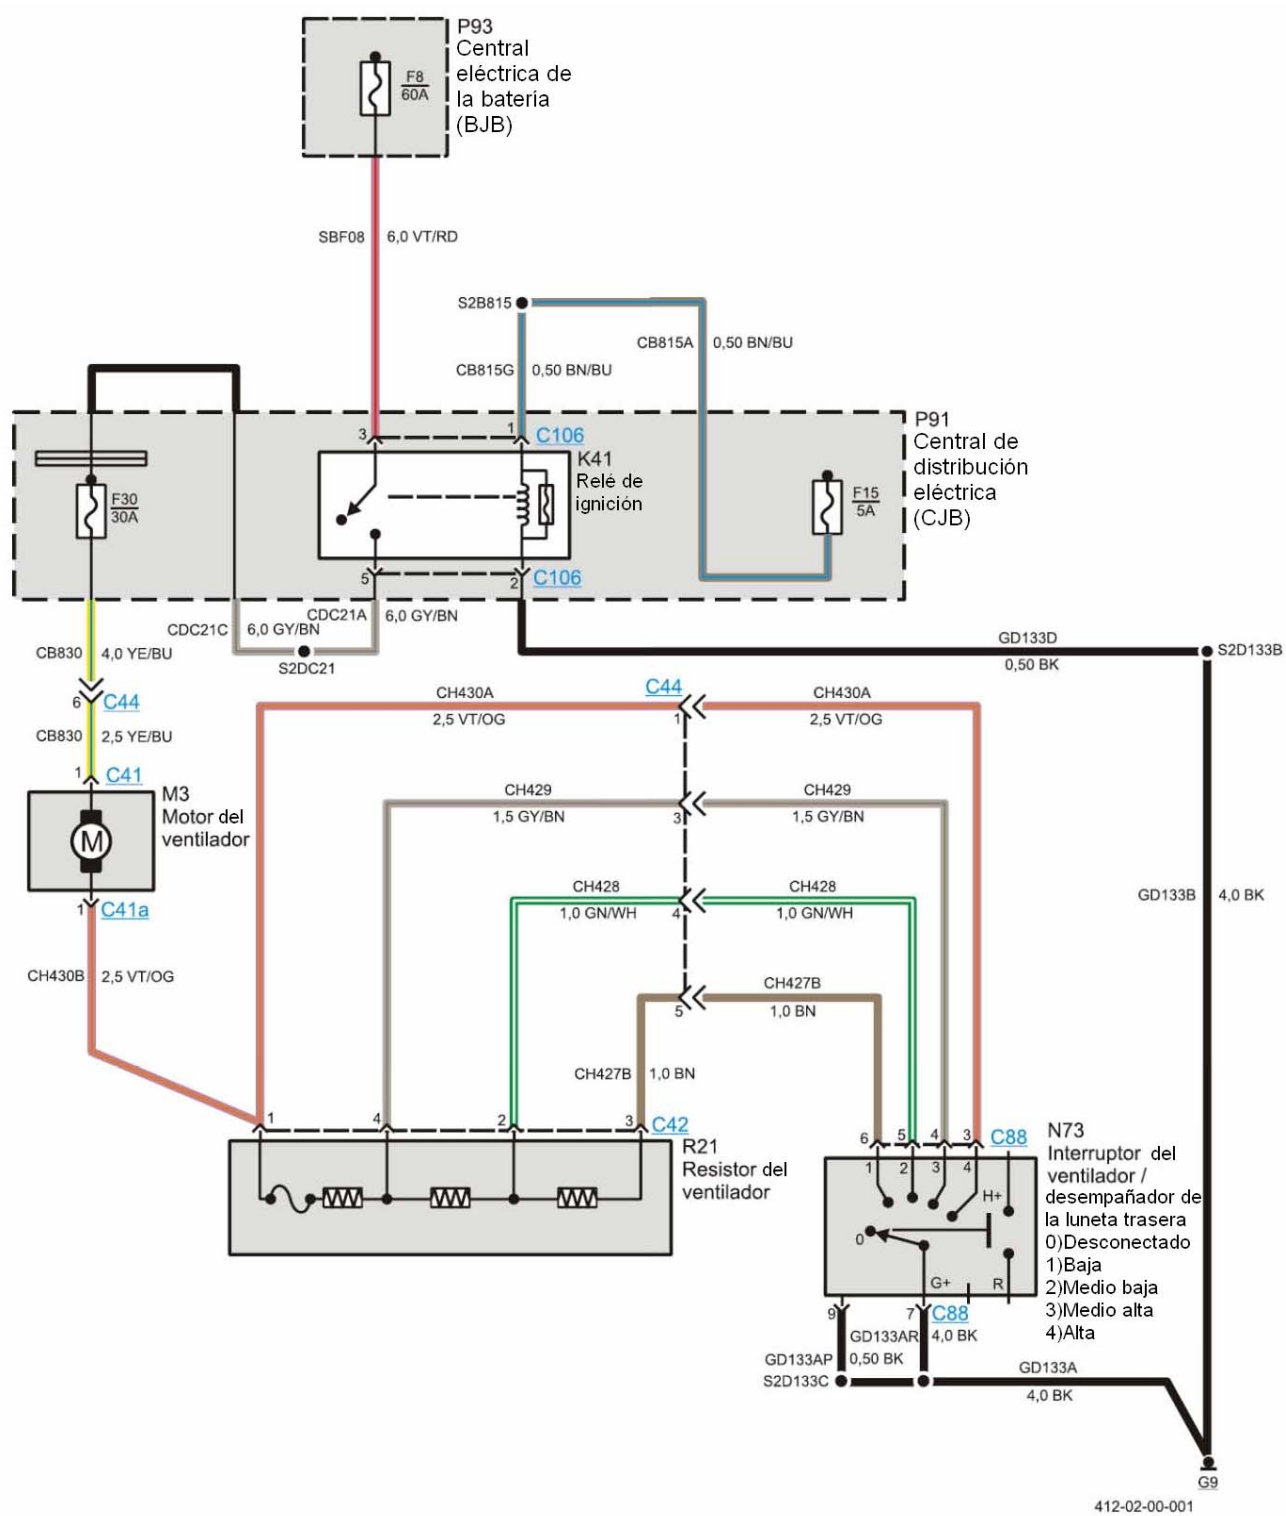 P93
Central
eléctrica de
la batería
(BJB)
F8
60A
SBF08 6,0 VT/RD
S2B815
CB815A 0,50 BN/BU
CB815G 0,50 BN/BU
P91
Central de
distribución
eléctrica
(CJB)
3 1 C106
K41
Relé de
ignición
F30
30A
F15
5A
5 2 C106
CDC21A 6,0 GY/BN
CDC21C 6,0 GY/BN
S2DC21
CB830 4,0 YE/BU
6 C44
CB830 2,5 YE/BU
1 C41
M3
Motor del
ventilador
M
1 C41a
CH430B 2,5 VT/OG
GD133D
0,50 BK
S2D133B
C44
CH430A
2,5 VT/OG
1
CH430A
2,5 VT/OG
CH429
1,5 GY/BN
3
CH429
1,5 GY/BN
CH428
1,0 GN/WH
4
CH428
1,0 GN/WH
5
CH427B
1,0 BN
GD133B 4,0 BK
CH427B 1,0 BN
1 4 2 3 C42
R21
Resistor del
ventilador
6 5 4 3 C88
1 2 3 4
H+
0
G+ R
N73
Interruptor del
ventilador /
desempañador de
la luneta trasera
0)Desconectado
1)Baja
2)Medio baja
3)Medio alta
4)Alta
9 7 C88
GD133AR 4,0 BK
GD133AP 0,50 BK
S2D133C
GD133A
4,0 BK
G9
412-02-00-001